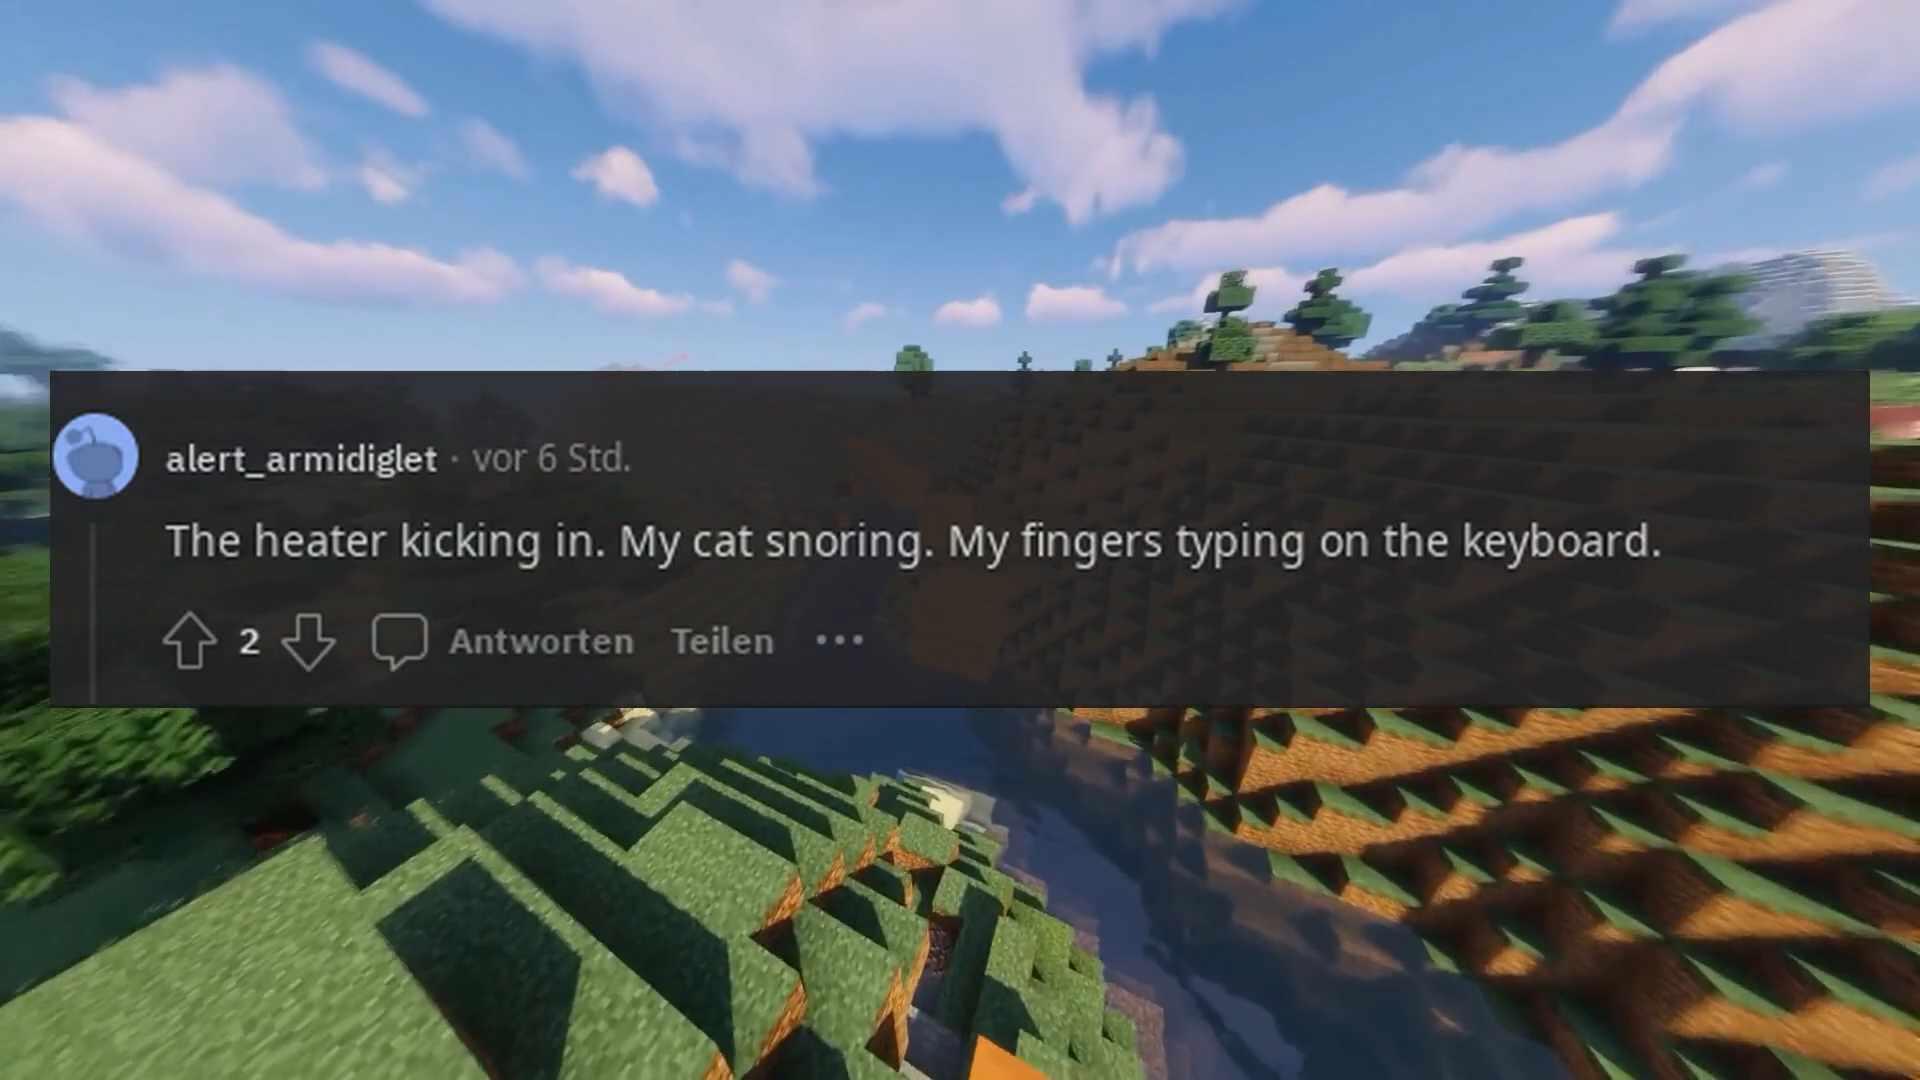 alert_armidiglet · vor 6 Std.
The heater kicking in. My cat snoring. My fingers typing on the keyboard.
2 Antworten Teilen